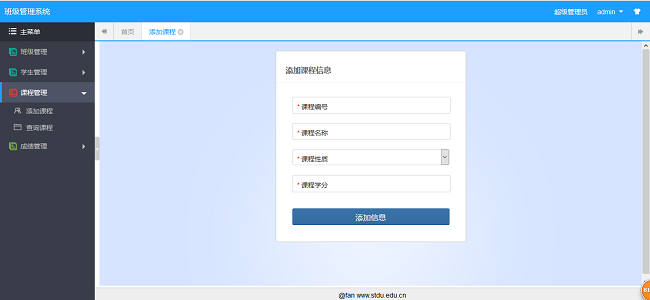 班级管理系统
超级管理员 admin
主菜单
首页 添加课程
班级管理
学生管理
课程管理
添加课程
查询课程
成绩管理
添加课程信息
* 课程编号
* 课程名称
* 课程性质
* 课程学分
添加信息
@fan www.stdu.edu.cn